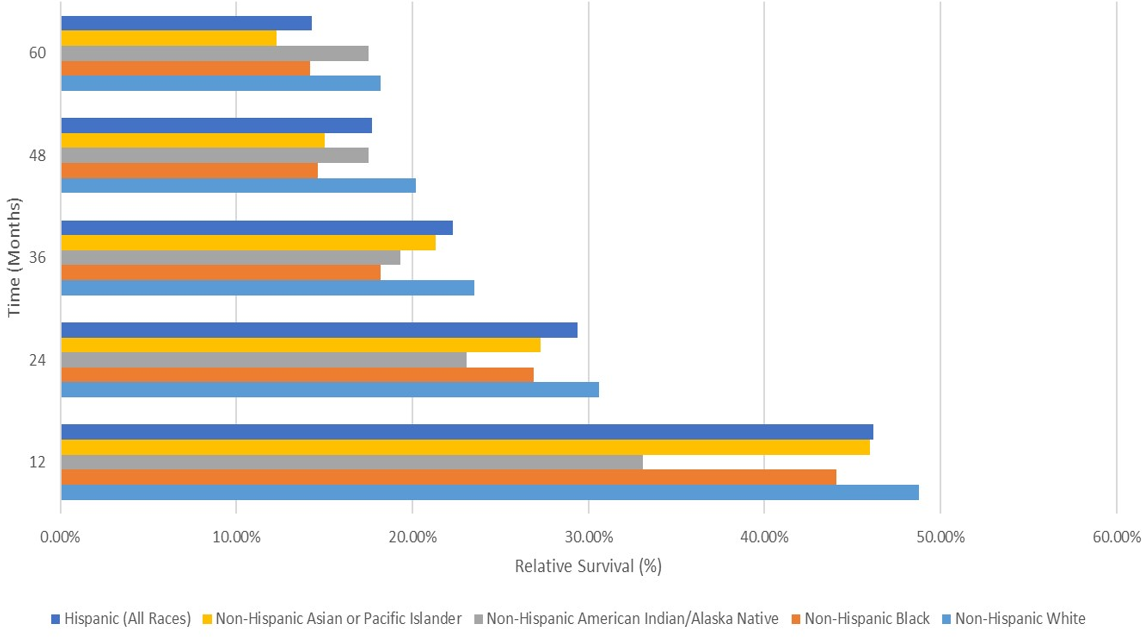 60
48
36
24
12
Time (Months)
0.00% 10.00% 20.00% 30.00% 40.00% 50.00% 60.00%
Relative Survival (%)
Hispanic (All Races) Non-Hispanic Asian or Pacific Islander Non-Hispanic American Indian/Alaska Native Non-Hispanic Black Non-Hispanic White